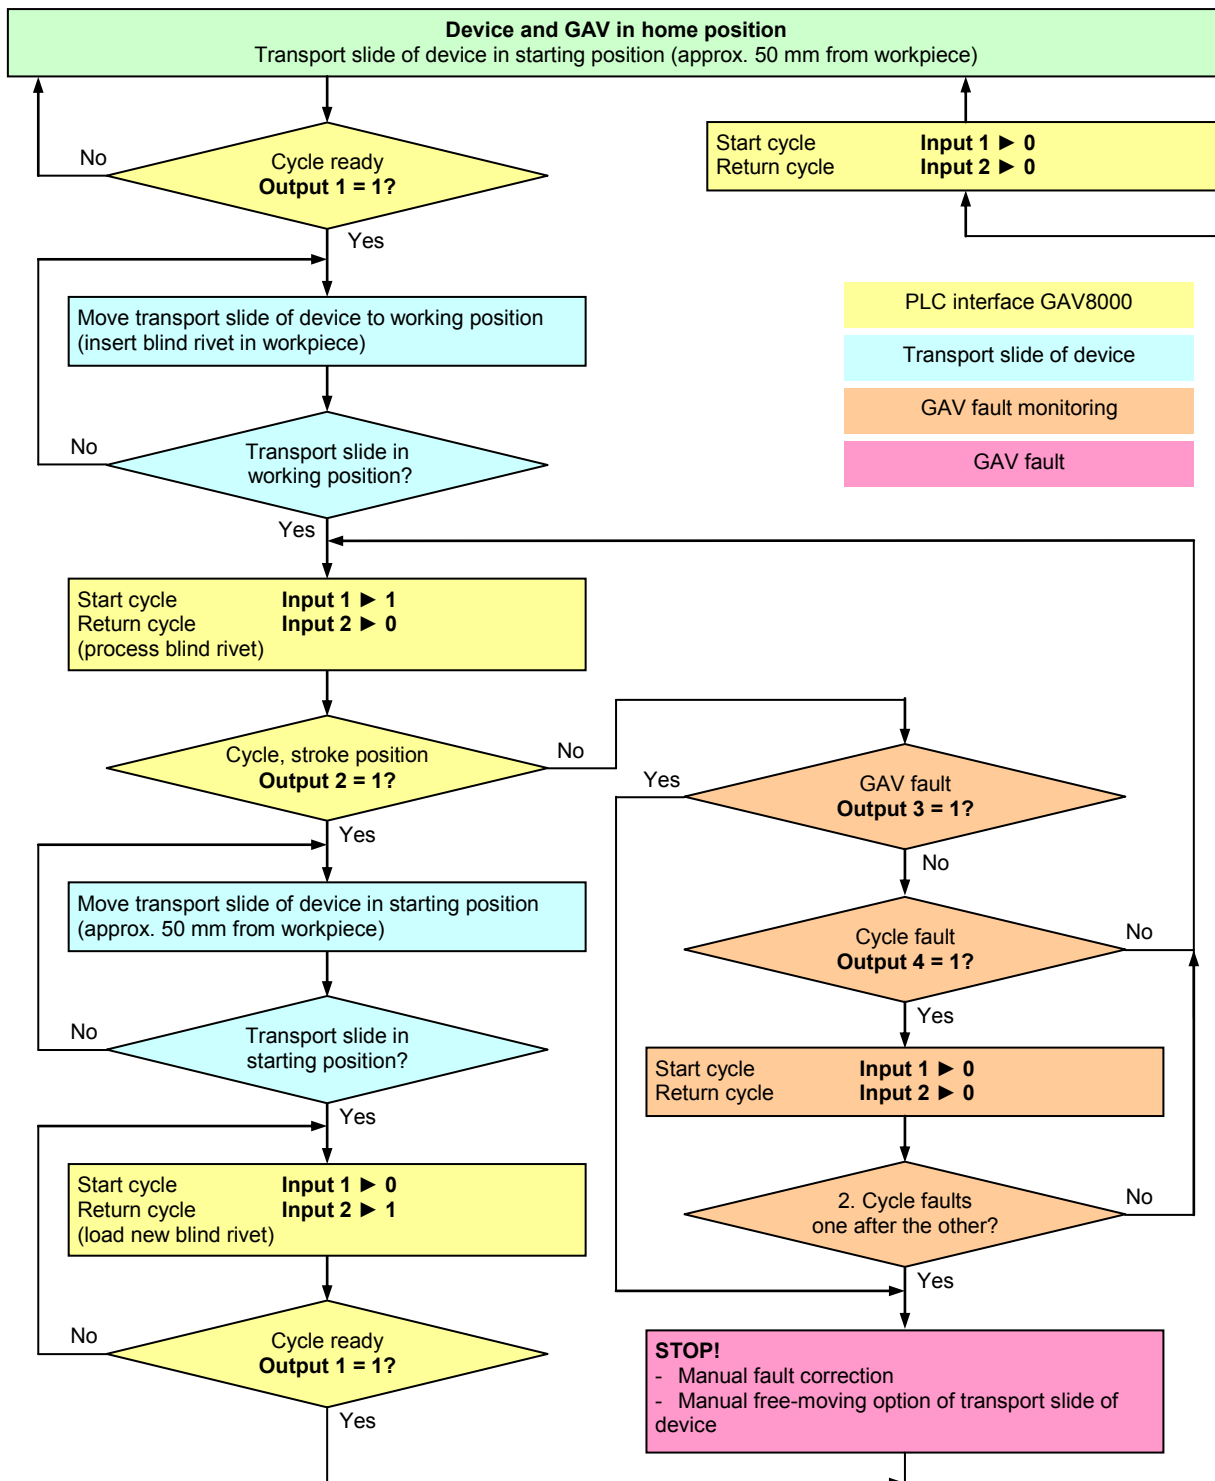 Device and GAV in home position
Transport slide of device in starting position (approx. 50 mm from workpiece)
No
Cycle ready
Output 1 = 1?
Yes
Start cycle Input 1 ► 0
Return cycle Input 2 ► 0
PLC interface GAV8000
Transport slide of device
GAV fault monitoring
GAV fault
Move transport slide of device to working position
(insert blind rivet in workpiece)
No
Transport slide in
working position?
Yes
Start cycle Input 1 ► 1
Return cycle Input 2 ► 0
(process blind rivet)
Cycle, stroke position
Output 2 = 1?
No
Yes
Yes
GAV fault
Output 3 = 1?
No
Move transport slide of device in starting position
(approx. 50 mm from workpiece)
Cycle fault
Output 4 = 1?
No
Yes
No
Transport slide in
starting position?
Yes
Start cycle Input 1 ► 0
Return cycle Input 2 ► 0
Start cycle Input 1 ► 0
Return cycle Input 2 ► 1
(load new blind rivet)
2. Cycle faults
one after the other?
No
Yes
No
Cycle ready
Output 1 = 1?
Yes
STOP!
- Manual fault correction
- Manual free-moving option of transport slide of
device